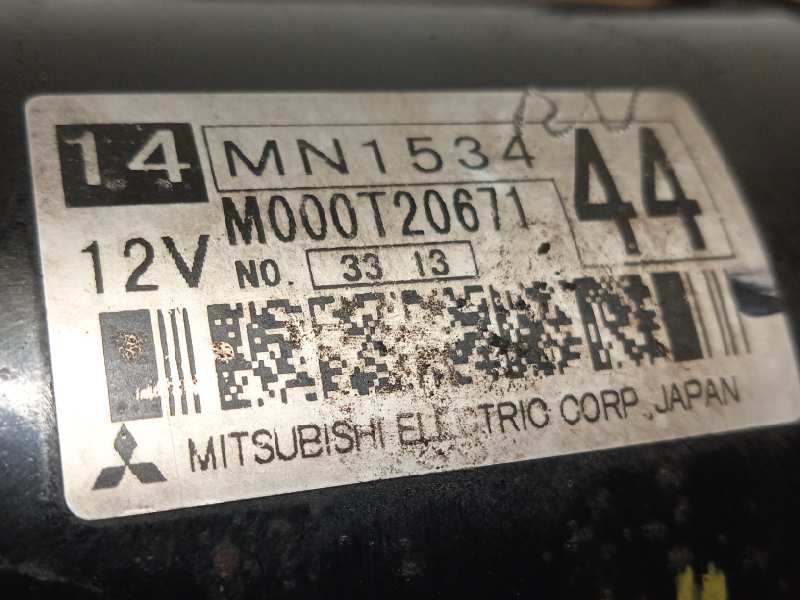 14 MN1534 44
M000T20671
12V NO. 33 13
MITSUBISHI ELECTRIC CORP. JAPAN